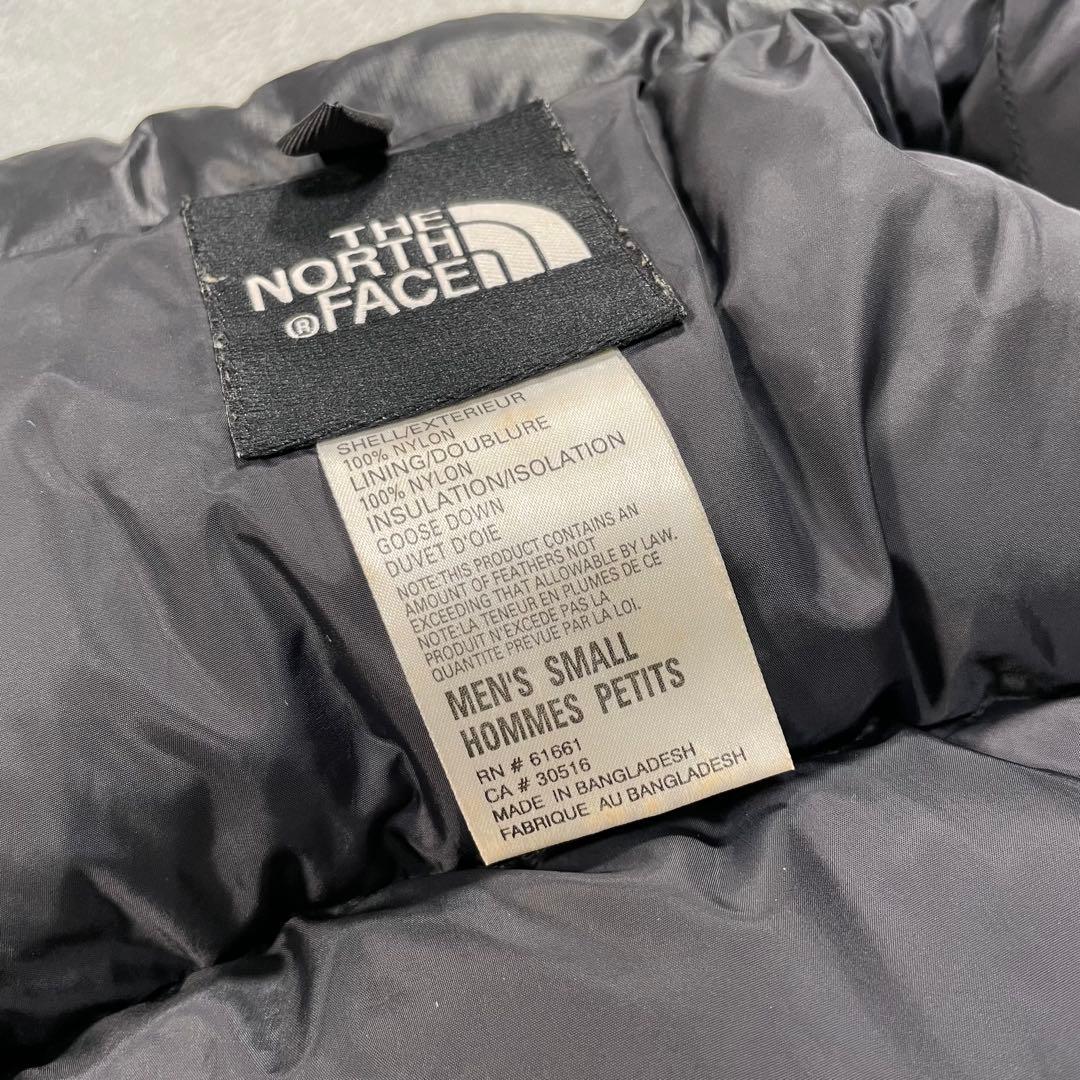 THE
NORTH
® FACE
SHELL/EXTERIEUR
100% NYLON
LINING/DOUBLURE
100% NYLON
INSULATION/ISOLATION
GOOSE DOWN
DUVET D'OIE
NOTE:THIS PRODUCT CONTAINS AN
AMOUNT OF FEATHERS NOT
EXCEEDING THAT ALLOWABLE BY LAW.
NOTE:LA TENEUR EN PLUMES DE CE
PRODUIT N'EXCEDE PAS LA
QUANTITE PREVUE PAR LA LOI.
MEN'S SMALL
HOMMES PETITS
RN # 61661
CA # 30516
MADE IN BANGLADESH
FABRIQUE AU BANGLADESH